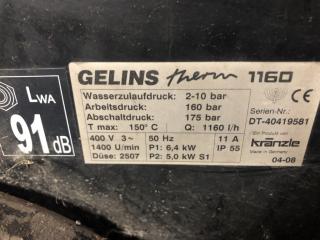 GELINS therm 1160
Wasserzulaufdruck: 2-10 bar
Arbeitsdruck: 160 bar
Abschaltdruck: 175 bar
T max: 150°C Q: 1160 l/h
400 V 3~ 50 Hz 11 A
1400 U/min P1: 6,4 kW IP 55
Düse: 2507 P2: 5,0 kW S1
CE
Serien-Nr.:
DT-40419581
Ein Produkt von
Kränzle
Made in Germany
04-08
LWA
91 dB